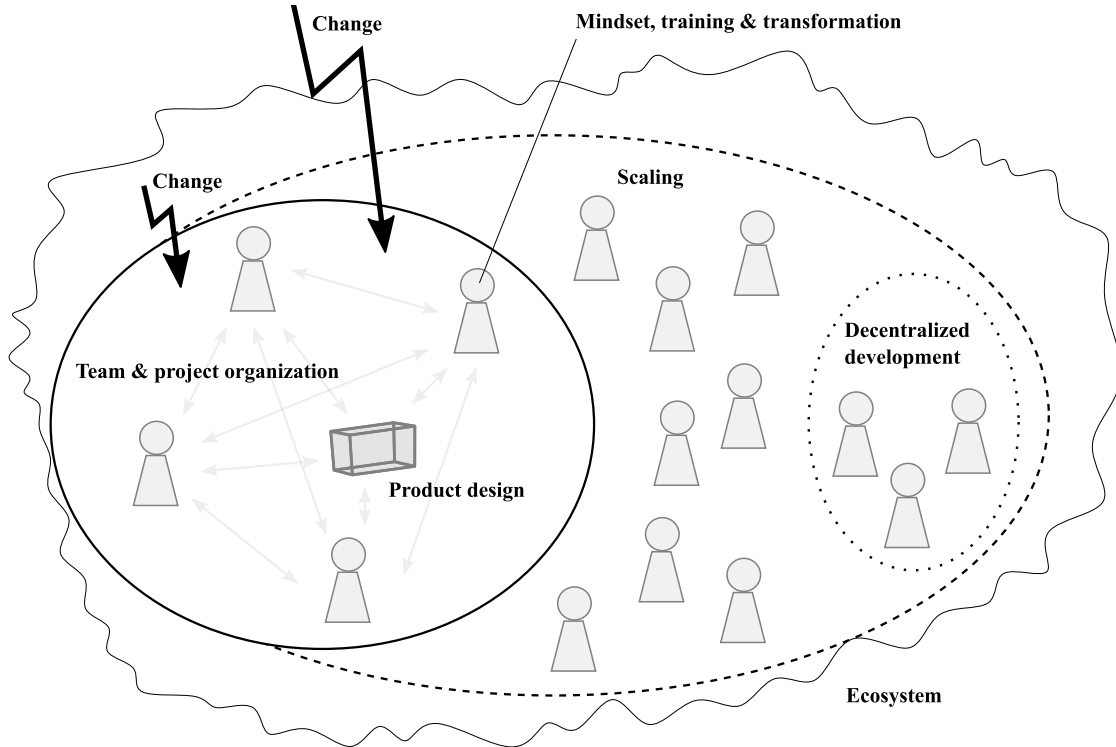 Change
Mindset, training & transformation
Change
Scaling
Decentralized
development
Team & project organization
Product design
Ecosystem